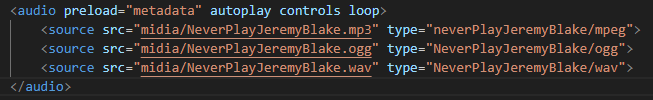 <audio preload="metadata" autoplay controls loop>
<source src="midia/NeverPlayJeremyBlake.mp3" type="neverPlayJeremyBlake/mpeg">
<source src="midia/NeverPlayJeremyBlake.ogg" type="NeverPlayJeremyBlake/ogg">
<source src="midia/NeverPlayJeremyBlake.wav" type="NeverPlayJeremyBlake/wav">
</audio>